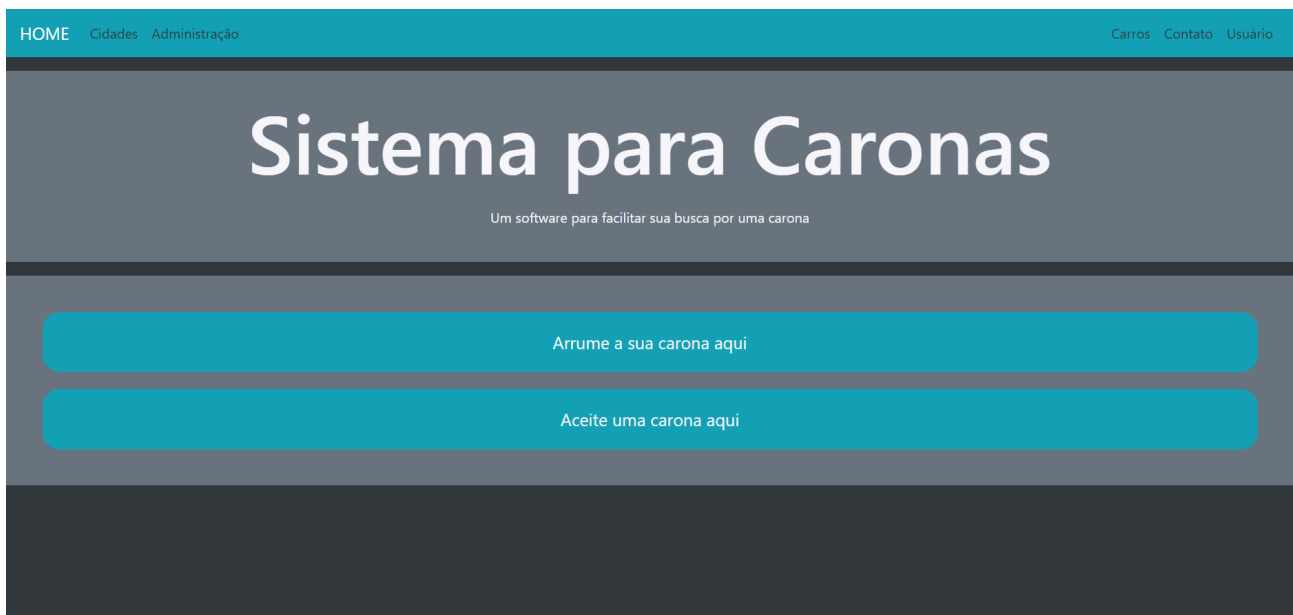 HOME Cidades Administração Carros Contato Usuário
Sistema para Caronas
Um software para facilitar sua busca por uma carona
Arrume a sua carona aqui
Aceite uma carona aqui